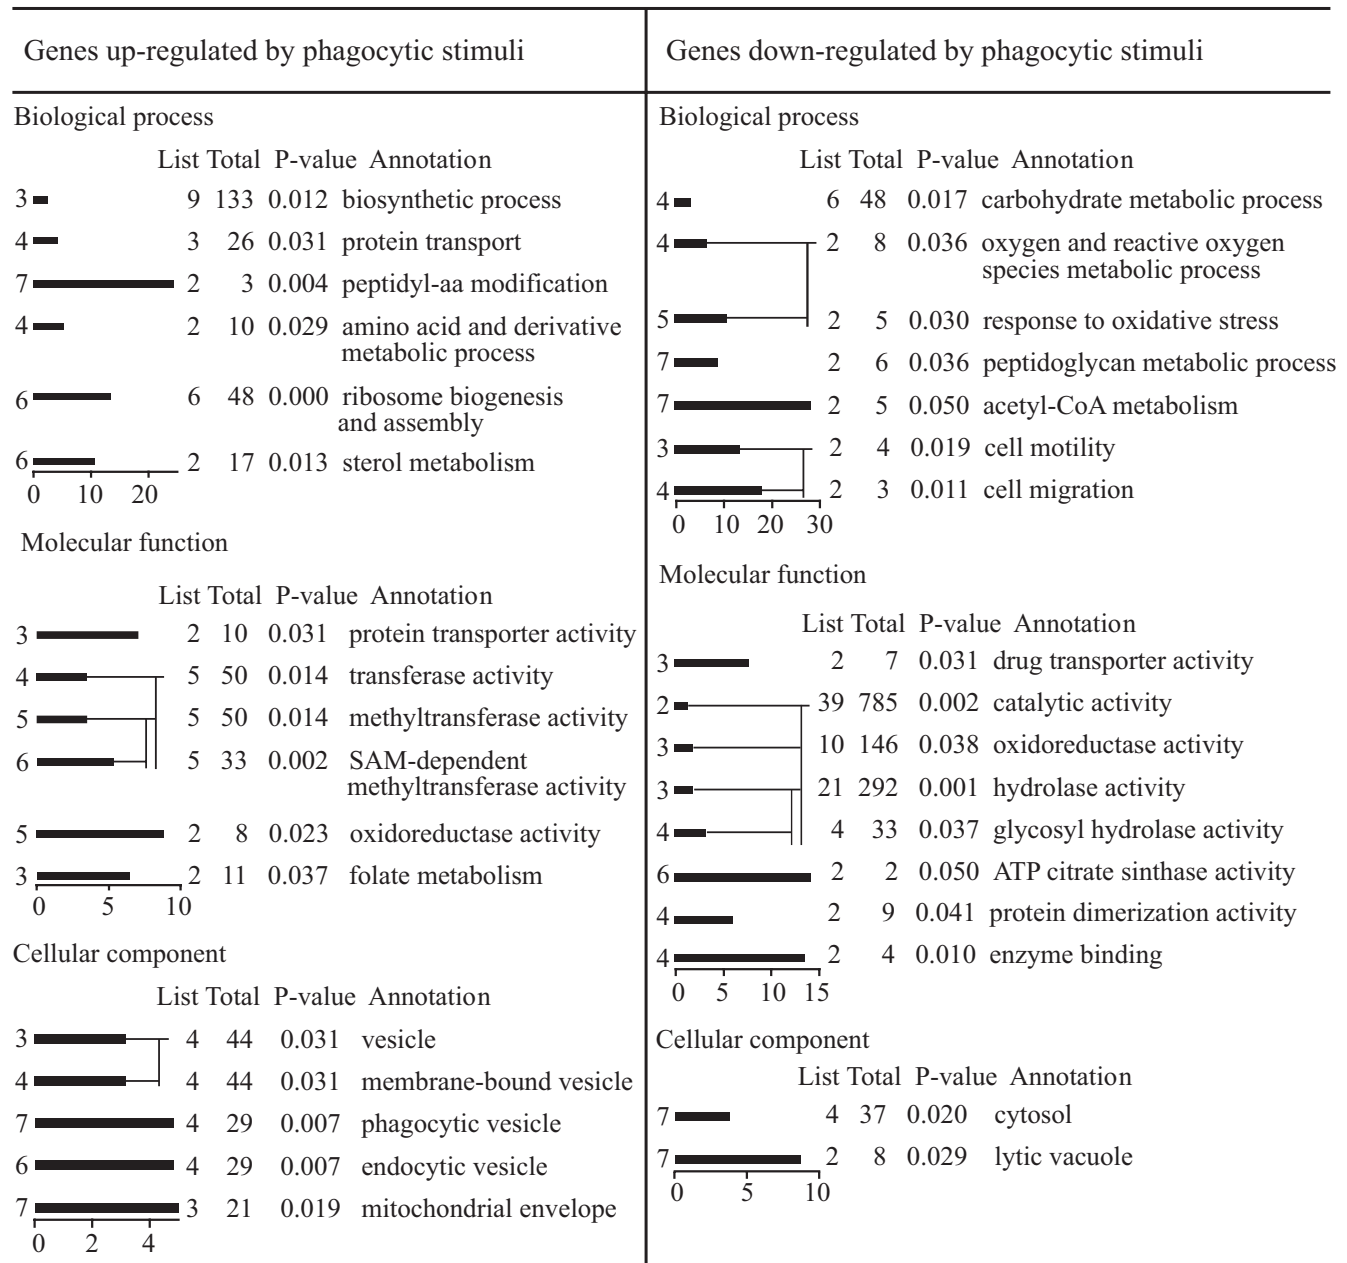 Genes up-regulated by phagocytic stimuli
Biological process
List Total P-value Annotation
3 9 133 0.012 biosynthetic process
4 3 26 0.031 protein transport
7 2 3 0.004 peptidyl-aa modification
4 2 10 0.029 amino acid and derivative
metabolic process
6 6 48 0.000 ribosome biogenesis
and assembly
6 2 17 0.013 sterol metabolism
0 10 20
Molecular function
List Total P-value Annotation
3 2 10 0.031 protein transporter activity
4 5 50 0.014 transferase activity
5 5 50 0.014 methyltransferase activity
6 5 33 0.002 SAM-dependent
methyltransferase activity
5 2 8 0.023 oxidoreductase activity
3 2 11 0.037 folate metabolism
0 5 10
Cellular component
List Total P-value Annotation
3 4 44 0.031 vesicle
4 4 44 0.031 membrane-bound vesicle
7 4 29 0.007 phagocytic vesicle
6 4 29 0.007 endocytic vesicle
7 3 21 0.019 mitochondrial envelope
0 2 4
Genes down-regulated by phagocytic stimuli
Biological process
List Total P-value Annotation
4 6 48 0.017 carbohydrate metabolic process
4 2 8 0.036 oxygen and reactive oxygen
species metabolic process
5 2 5 0.030 response to oxidative stress
7 2 6 0.036 peptidoglycan metabolic process
7 2 5 0.050 acetyl-CoA metabolism
3 2 4 0.019 cell motility
4 2 3 0.011 cell migration
0 10 20 30
Molecular function
List Total P-value Annotation
3 2 7 0.031 drug transporter activity
2 39 785 0.002 catalytic activity
3 10 146 0.038 oxidoreductase activity
3 21 292 0.001 hydrolase activity
4 4 33 0.037 glycosyl hydrolase activity
6 2 2 0.050 ATP citrate sinthase activity
4 2 9 0.041 protein dimerization activity
4 2 4 0.010 enzyme binding
0 5 10 15
Cellular component
List Total P-value Annotation
7 4 37 0.020 cytosol
7 2 8 0.029 lytic vacuole
0 5 10